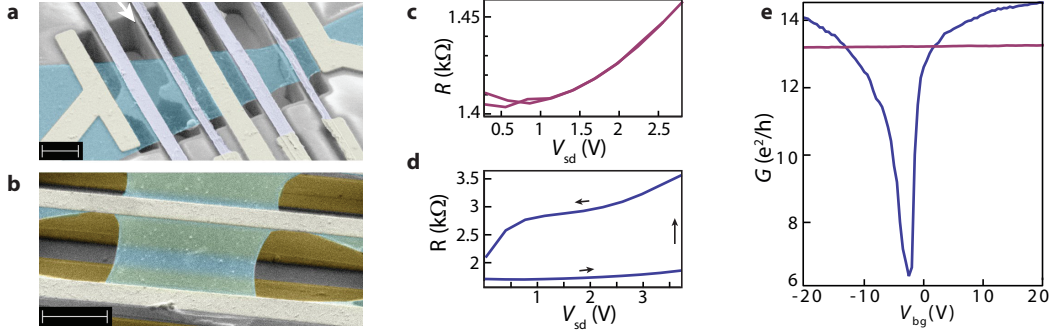 a
b
c
1.45
1.4
R (kΩ)
0.5 1 1.5 2 2.5
V_sd (V)
d
3.5
3
2.5
2
R (kΩ)
1 2 3
V_sd (V)
e
14
12
10
8
6
G (e²/h)
-20 -10 0 10 20
V_bg (V)